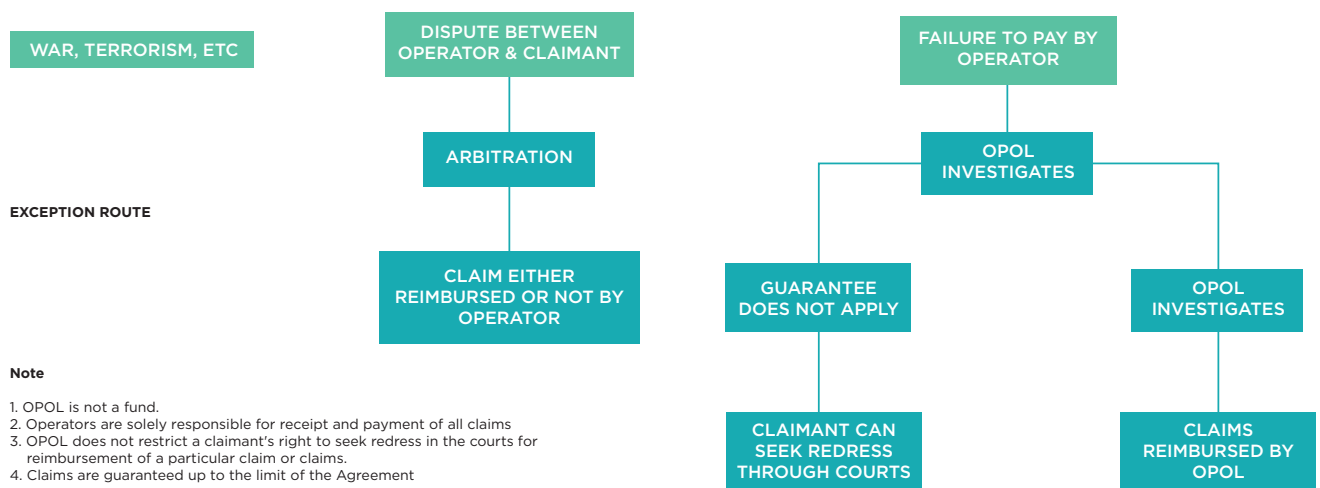 WAR, TERRORISM, ETC
DISPUTE BETWEEN
OPERATOR & CLAIMANT
FAILURE TO PAY BY
OPERATOR
ARBITRATION
OPOL
INVESTIGATES
EXCEPTION ROUTE
CLAIM EITHER
REIMBURSED OR NOT BY
OPERATOR
GUARANTEE
DOES NOT APPLY
OPOL
INVESTIGATES
Note
1. OPOL is not a fund.
2. Operators are solely responsible for receipt and payment of all claims
3. OPOL does not restrict a claimant's right to seek redress in the courts for
reimbursement of a particular claim or claims.
4. Claims are guaranteed up to the limit of the Agreement
CLAIMANT CAN
SEEK REDRESS
THROUGH COURTS
CLAIMS
REIMBURSED BY
OPOL